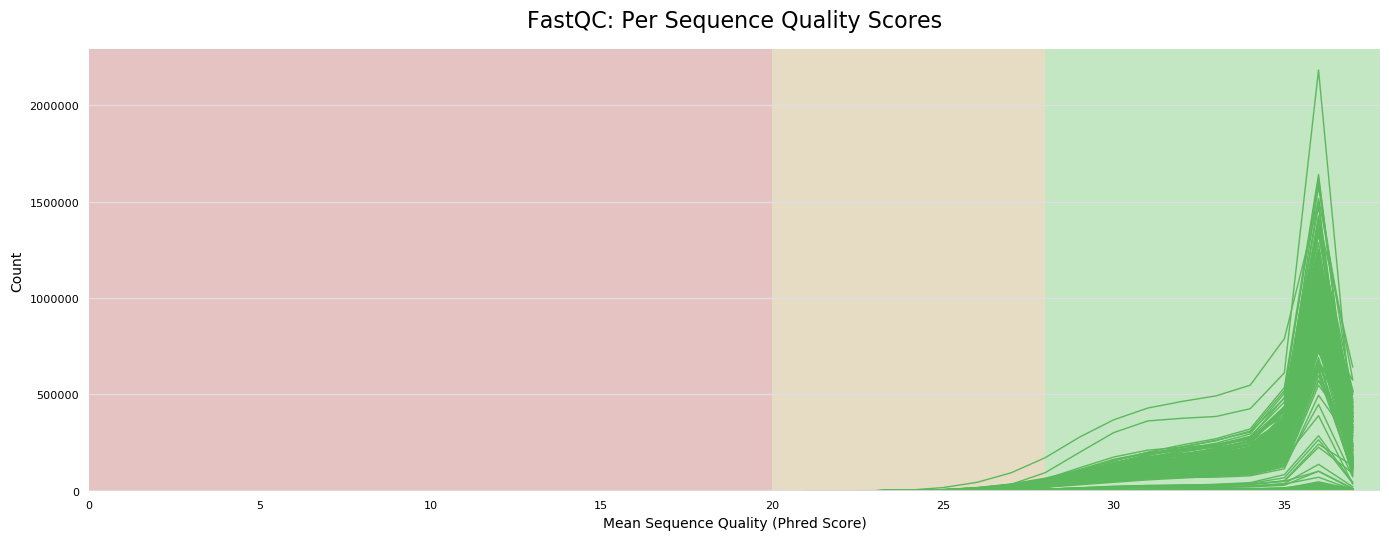 FastQC: Per Sequence Quality Scores
2000000
1500000
1000000
500000
0
Count
0 5 10 15 20 25 30 35
Mean Sequence Quality (Phred Score)